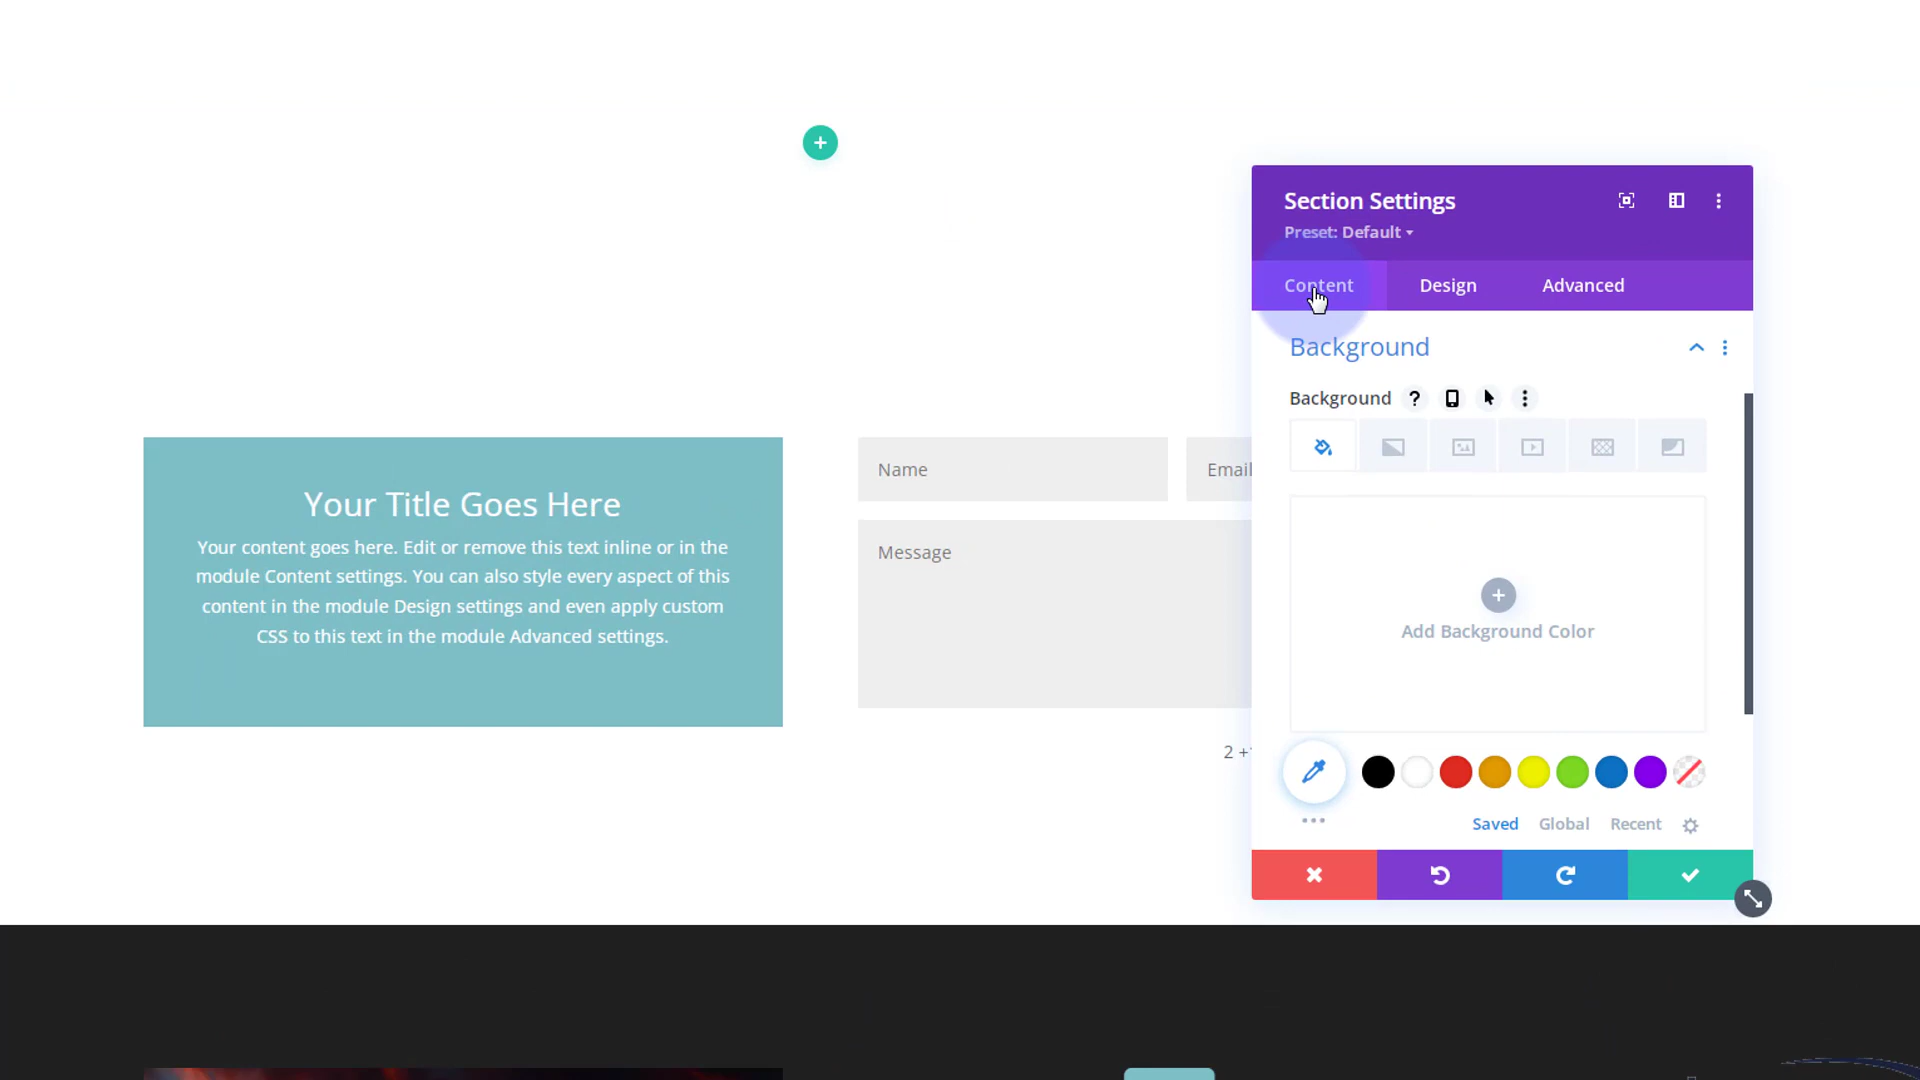 Section Settings
Preset: Default
Content Design Advanced
Background
Background ?
Add Background Color
Saved Global Recent
Your Title Goes Here
Your content goes here. Edit or remove this text inline or in the
module Content settings. You can also style every aspect of this
content in the module Design settings and even apply custom
CSS to this text in the module Advanced settings.
Name
Email
Message
2 +